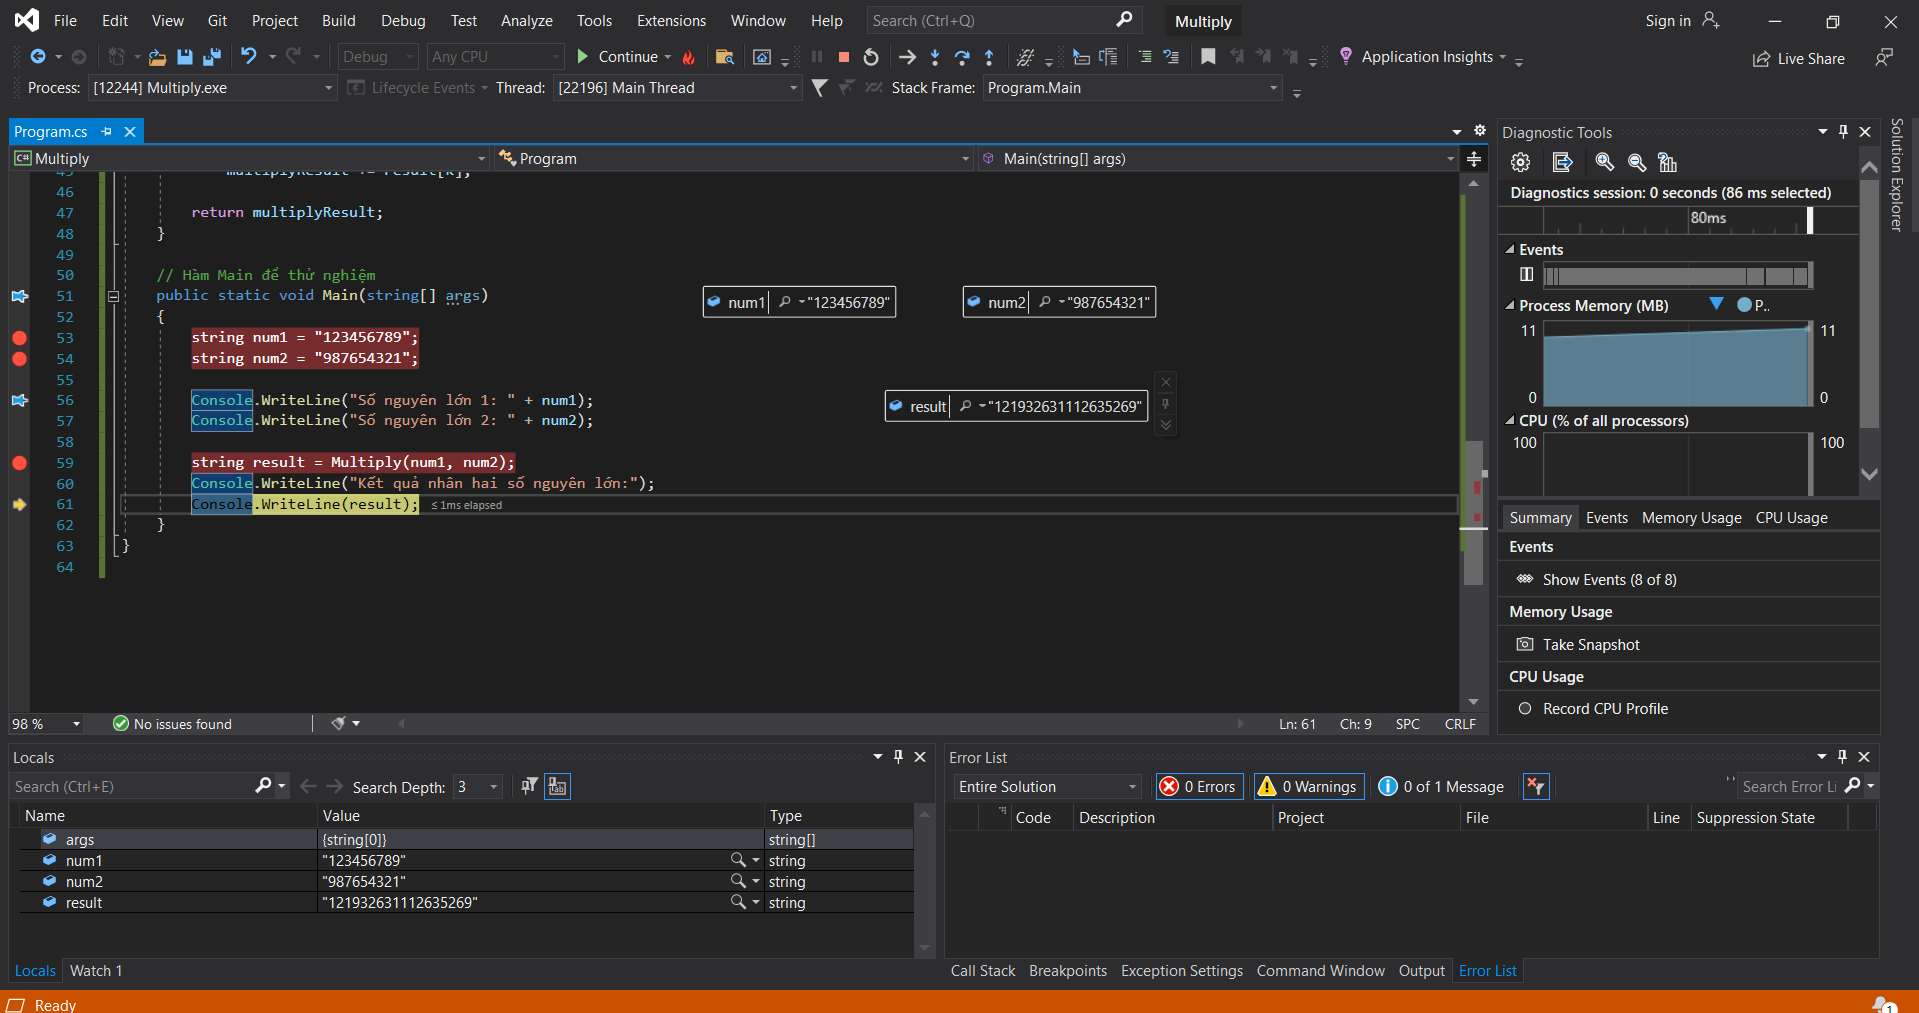 File Edit View Git Project Build Debug Test Analyze Tools Extensions Window Help Search (Ctrl+Q) Multiply Sign in
Debug Any CPU Continue Application Insights Live Share
Process: [12244] Multiply.exe Lifecycle Events Thread: [22196] Main Thread Stack Frame: Program.Main
Program.cs
C# Multiply Program Main(string[] args)
46
47 return multiplyResult;
48 }
49
50 // Hàm Main để thử nghiệm
51 public static void Main(string[] args)
52 {
53 string num1 = "123456789";
54 string num2 = "987654321";
55
56 Console.WriteLine("Số nguyên lớn 1: " + num1);
57 Console.WriteLine("Số nguyên lớn 2: " + num2);
58
59 string result = Multiply(num1, num2);
60 Console.WriteLine("Kết quả nhân hai số nguyên lớn:");
61 Console.WriteLine(result); ≤ 1ms elapsed
62 }
63 }
64
num1 "123456789"
num2 "987654321"
result "121932631112635269"
98 % No issues found Ln: 61 Ch: 9 SPC CRLF
Diagnostic Tools
Diagnostics session: 0 seconds (86 ms selected)
80ms
Events
Process Memory (MB) P..
11 11
0 0
CPU (% of all processors)
100 100
Summary Events Memory Usage CPU Usage
Events
Show Events (8 of 8)
Memory Usage
Take Snapshot
CPU Usage
Record CPU Profile
Solution Explorer
Locals
Search (Ctrl+E) Search Depth: 3
Name Value Type
args {string[0]} string[]
num1 "123456789" string
num2 "987654321" string
result "121932631112635269" string
Locals Watch 1
Error List
Entire Solution 0 Errors 0 Warnings 0 of 1 Message Search Error Li
Code Description Project File Line Suppression State
Call Stack Breakpoints Exception Settings Command Window Output Error List
Ready 1